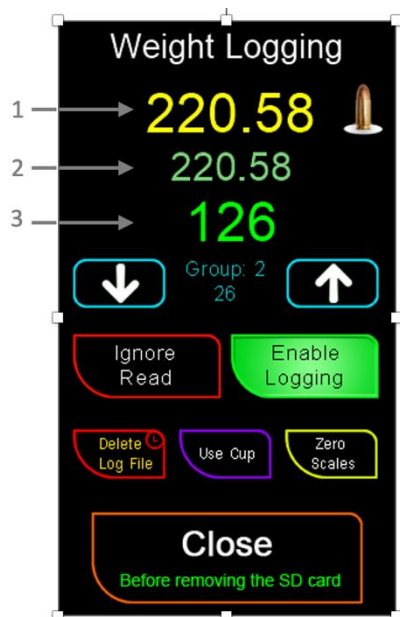 Weight Logging
1 220.58
2 220.58
3 126
Group: 2
26
Ignore
Read
Enable
Logging
Delete
Log File
Use Cup
Zero
Scales
Close
Before removing the SD card